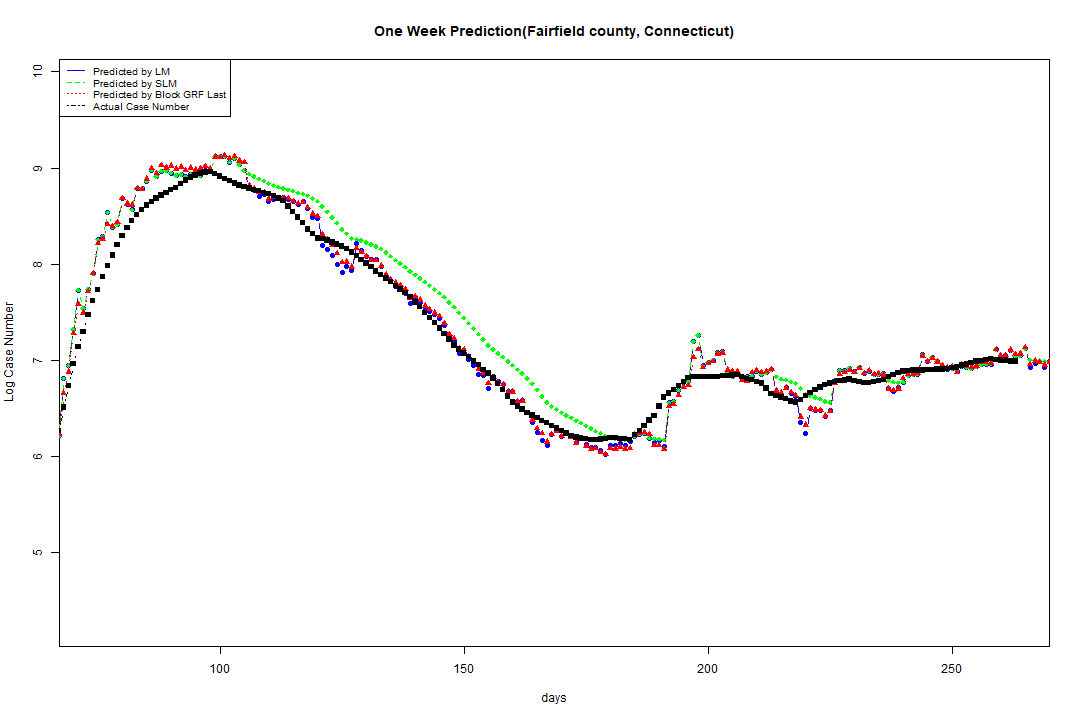 One Week Prediction(Fairfield county, Connecticut)
Predicted by LM
Predicted by SLM
Predicted by Block GRF Last
Actual Case Number
10
9
8
7
6
5
Log Case Number
100 150 200 250
days